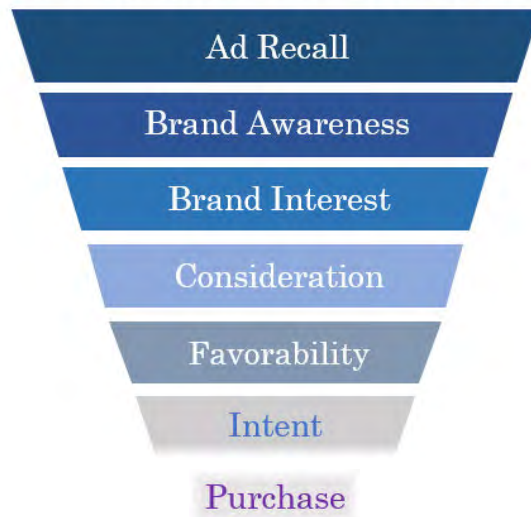 Ad Recall
Brand Awareness
Brand Interest
Consideration
Favorability
Intent
Purchase